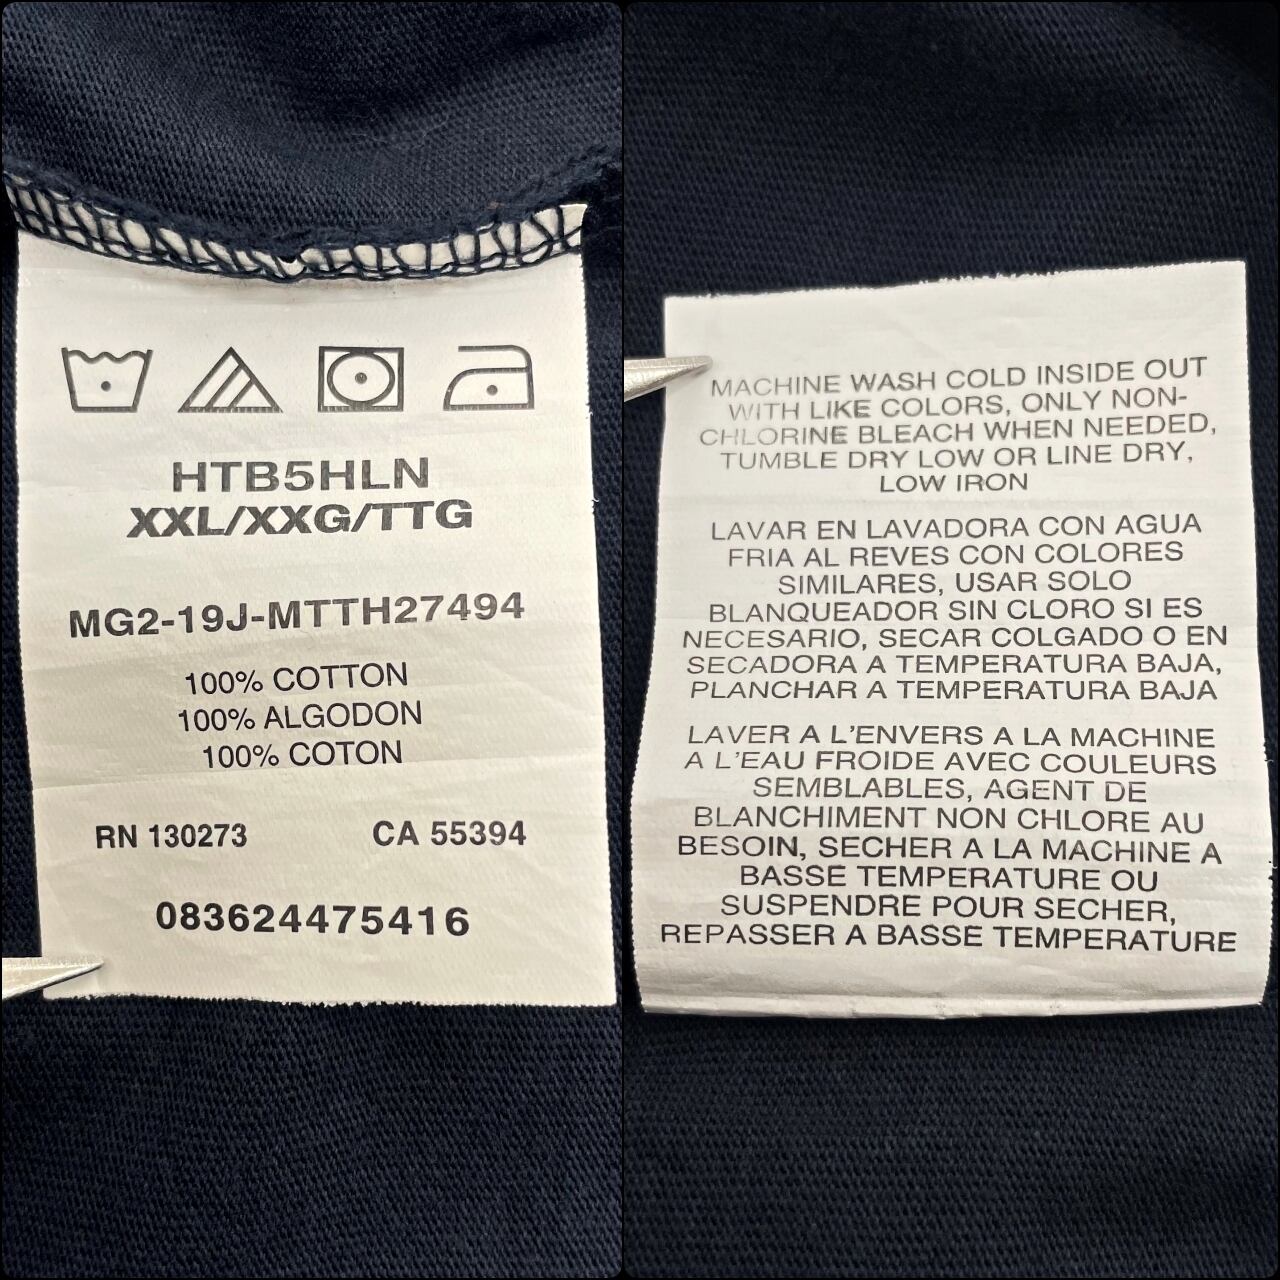 HTB5HLN
XXL/XXG/TTG
MG2-19J-MTTH27494
100% COTTON
100% ALGODON
100% COTON
RN 130273 CA 55394
083624475416
MACHINE WASH COLD INSIDE OUT
WITH LIKE COLORS, ONLY NON-
CHLORINE BLEACH WHEN NEEDED,
TUMBLE DRY LOW OR LINE DRY,
LOW IRON
LAVAR EN LAVADORA CON AGUA
FRIA AL REVES CON COLORES
SIMILARES, USAR SOLO
BLANQUEADOR SIN CLORO SI ES
NECESARIO, SECAR COLGADO O EN
SECADORA A TEMPERATURA BAJA,
PLANCHAR A TEMPERATURA BAJA
LAVER A L'ENVERS A LA MACHINE
A L'EAU FROIDE AVEC COULEURS
SEMBLABLES, AGENT DE
BLANCHIMENT NON CHLORE AU
BESOIN, SECHER A LA MACHINE A
BASSE TEMPERATURE OU
SUSPENDRE POUR SECHER,
REPASSER A BASSE TEMPERATURE